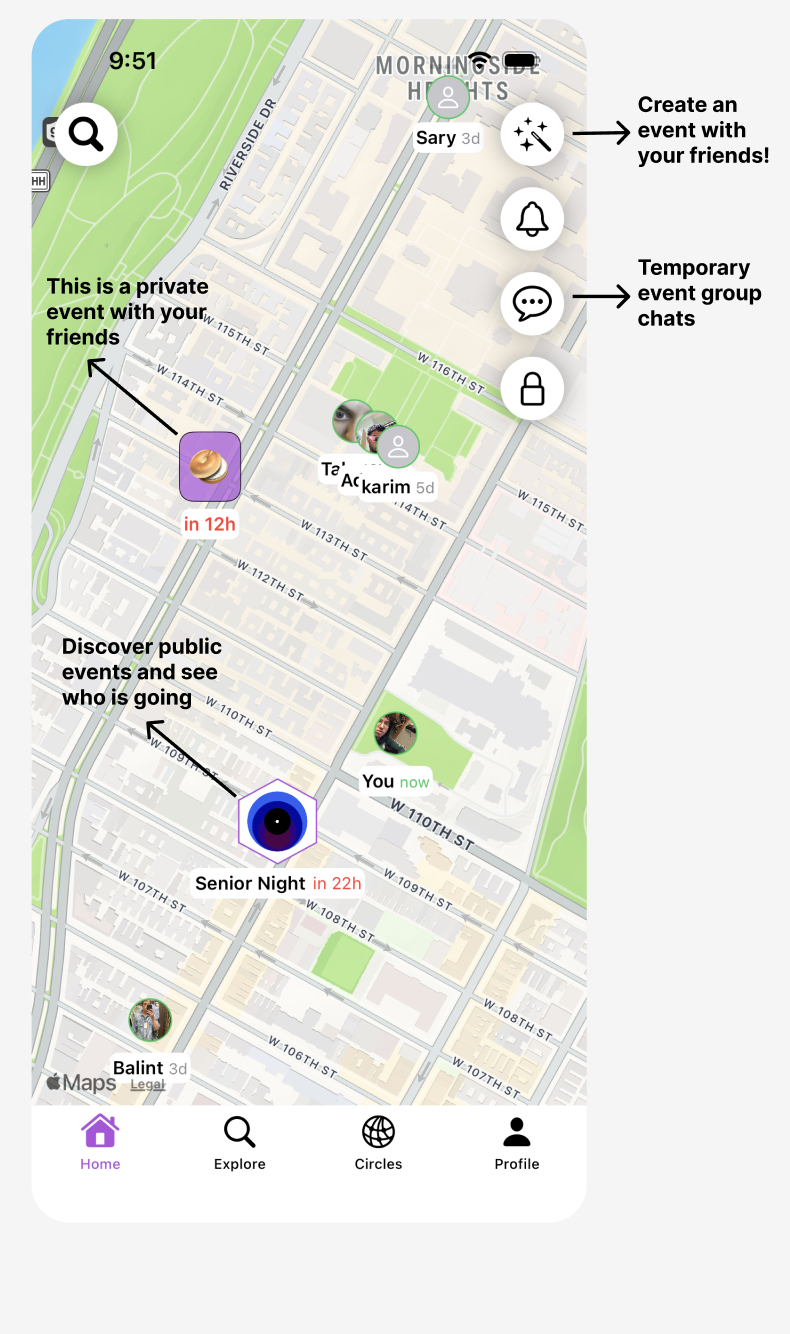 9:51
MORNINGSIDE
HEIGHTS
Sary 3d
Create an
event with
your friends!
RIVERSIDE DR
HH
Temporary
event group
chats
This is a private
event with your
friends
W 115TH ST
W 116TH ST
W 114TH ST
karim 5d
114TH ST
W 115TH ST
in 12h
W 113TH ST
W 112TH ST
Discover public
events and see
who is going
W 110TH ST
W 109TH ST
You now
W 110TH ST
Senior Night in 22h
W 109TH ST
W 107TH ST
W 108TH ST
W 108TH ST
W 106TH ST
W 107TH ST
Balint 3d
Maps Legal
Home
Explore
Circles
Profile